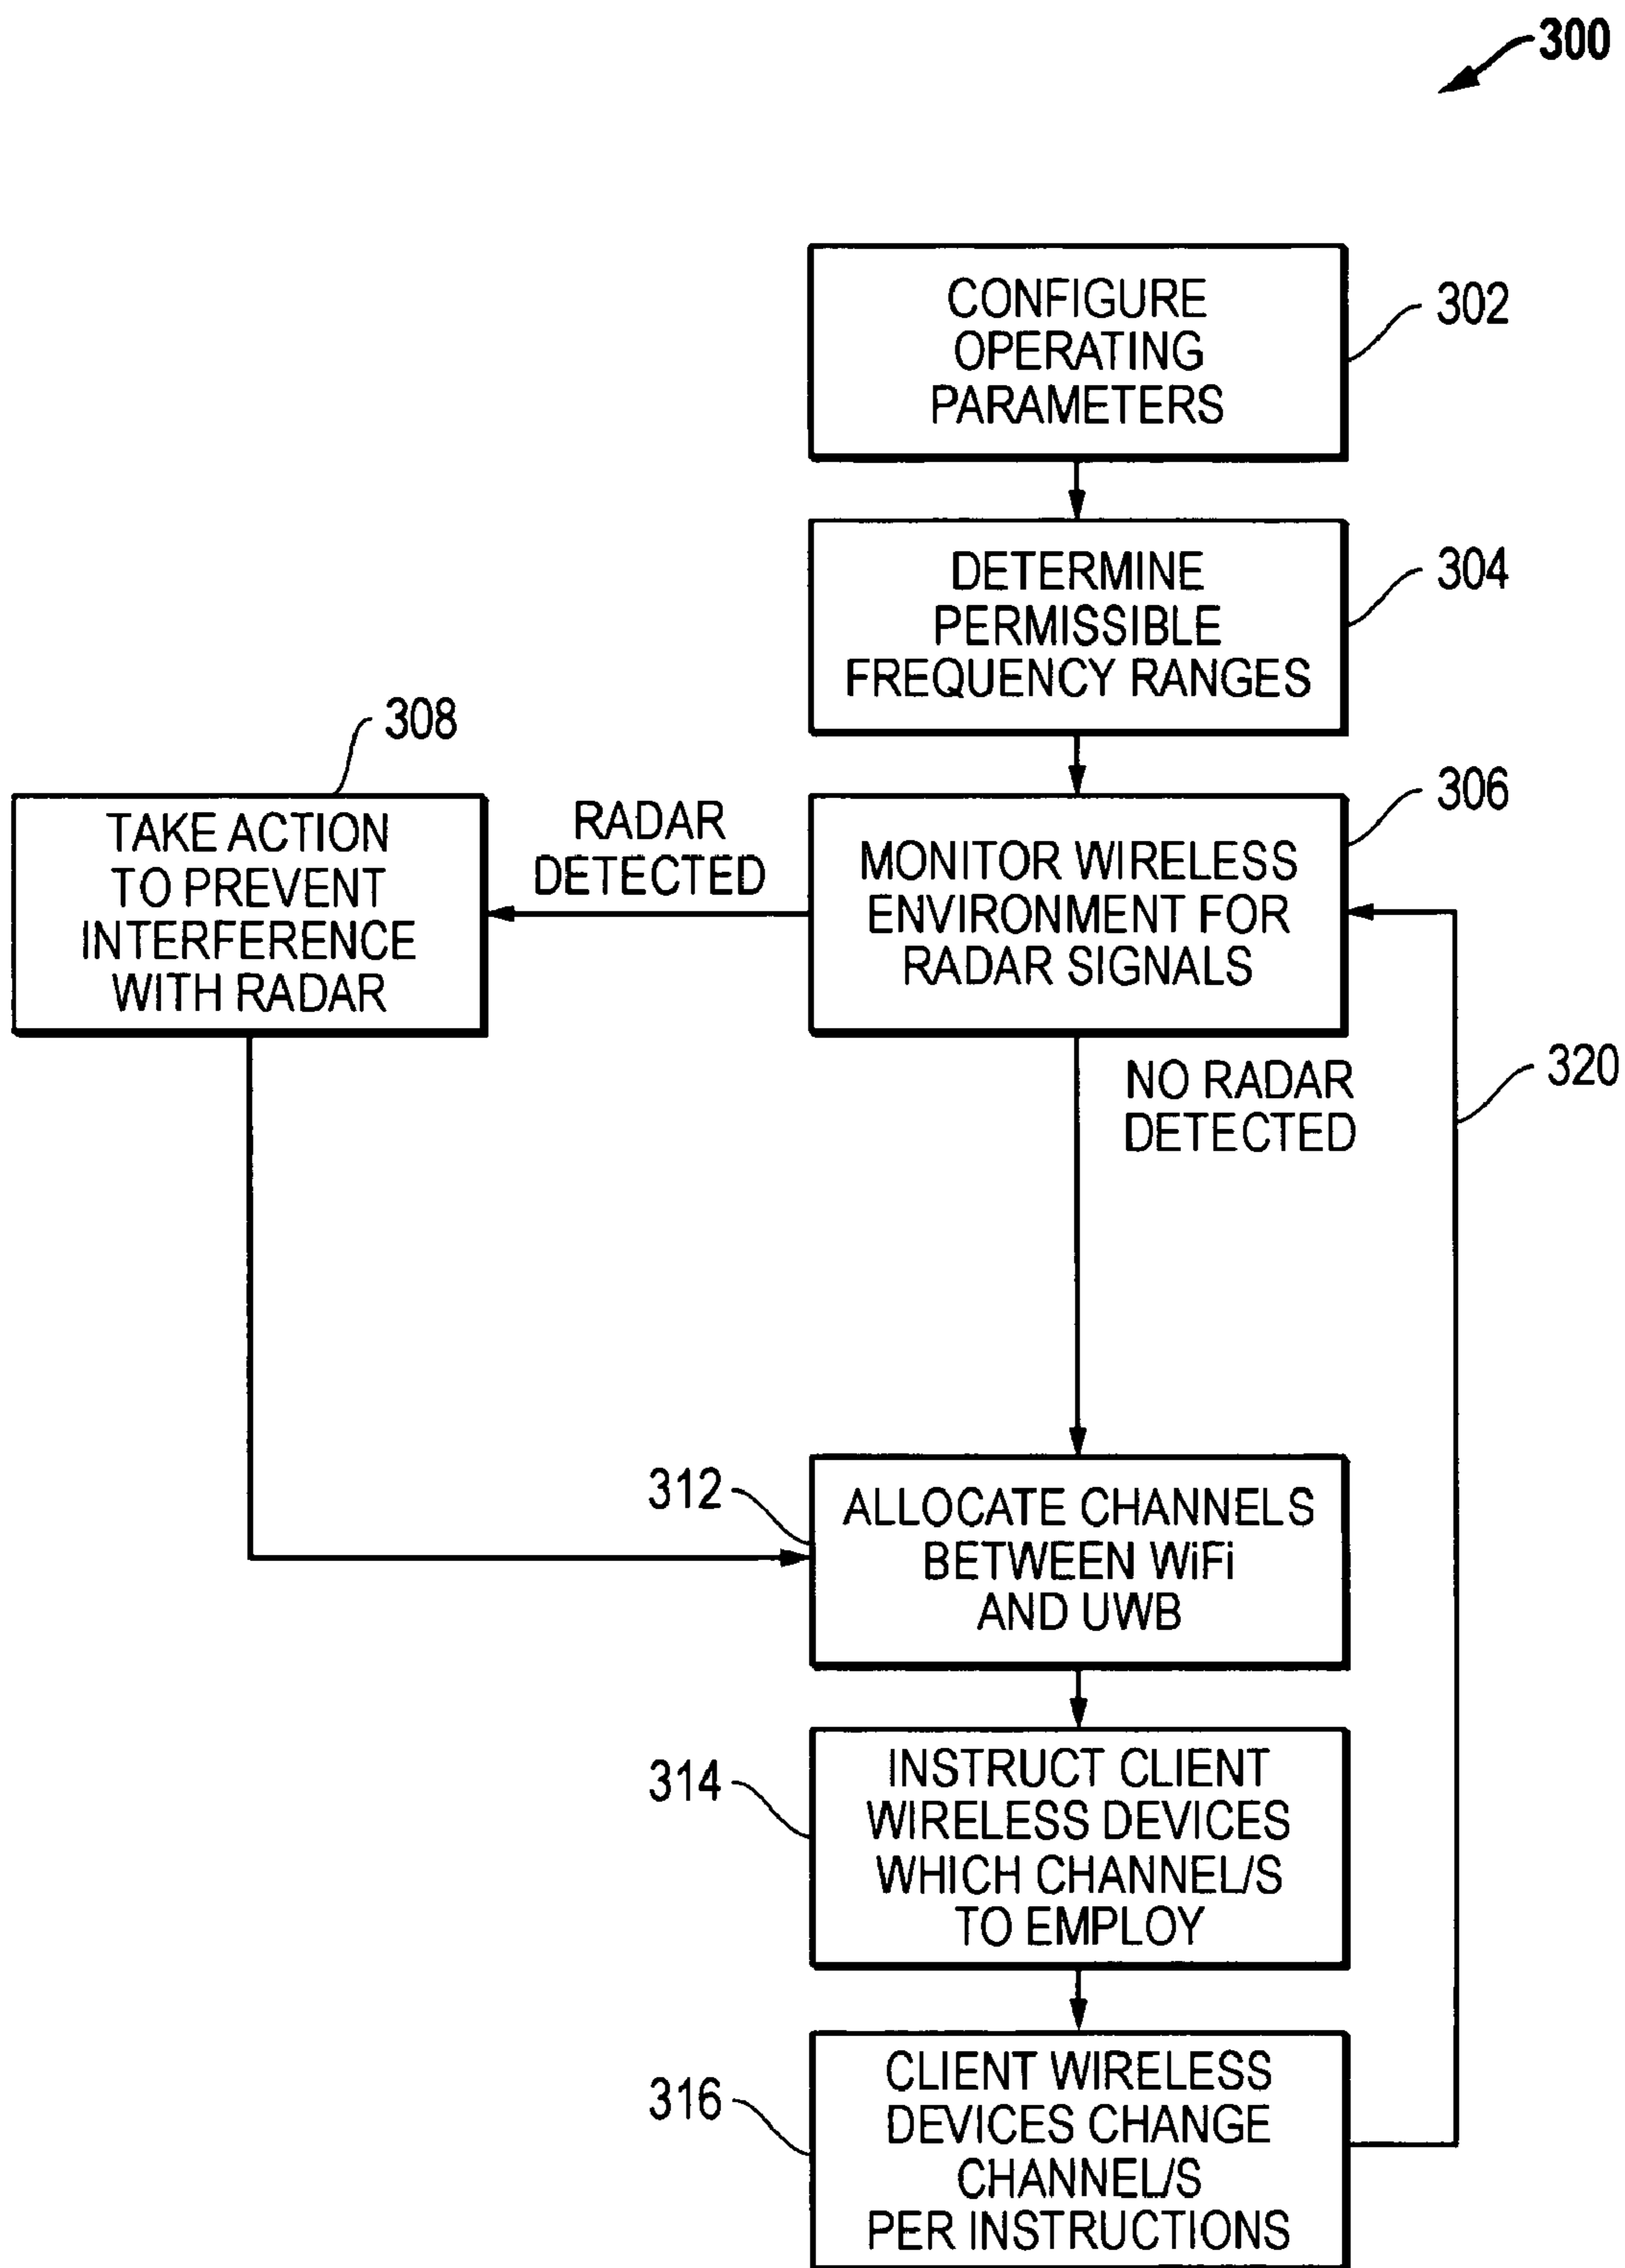 300
CONFIGURE
OPERATING
PARAMETERS
302
DETERMINE
PERMISSIBLE
FREQUENCY RANGES
304
308
TAKE ACTION
TO PREVENT
INTERFERENCE
WITH RADAR
RADAR
DETECTED
306
MONITOR WIRELESS
ENVIRONMENT FOR
RADAR SIGNALS
NO RADAR
DETECTED
320
312
ALLOCATE CHANNELS
BETWEEN WiFi
AND UWB
314
INSTRUCT CLIENT
WIRELESS DEVICES
WHICH CHANNEL/S
TO EMPLOY
316
CLIENT WIRELESS
DEVICES CHANGE
CHANNEL/S
PER INSTRUCTIONS